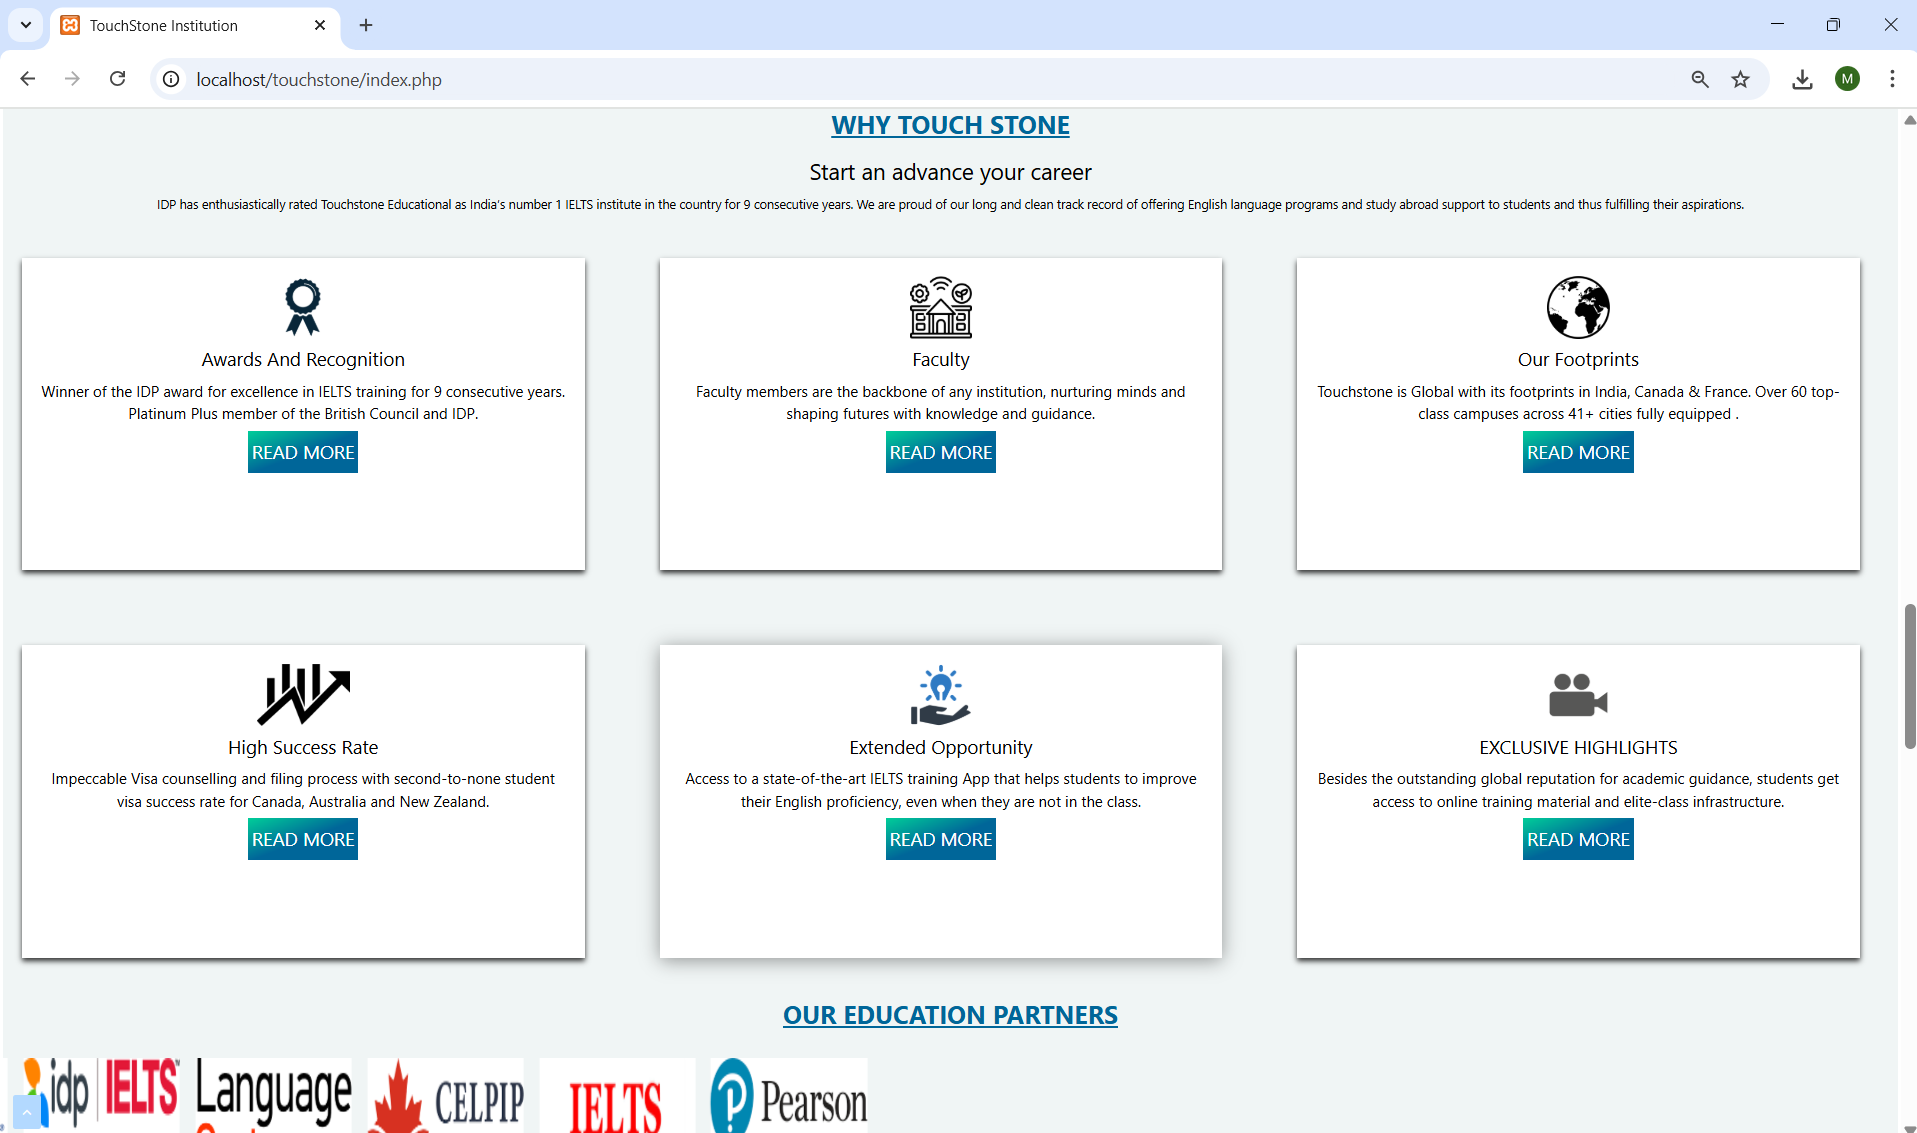 TouchStone Institution
localhost/touchstone/index.php
M
WHY TOUCH STONE
Start an advance your career
IDP has enthusiastically rated Touchstone Educational as India's number 1 IELTS institute in the country for 9 consecutive years. We are proud of our long and clean track record of offering English language programs and study abroad support to students and thus fulfilling their aspirations.
Awards And Recognition
Winner of the IDP award for excellence in IELTS training for 9 consecutive years.
Platinum Plus member of the British Council and IDP.
READ MORE
Faculty
Faculty members are the backbone of any institution, nurturing minds and
shaping futures with knowledge and guidance.
READ MORE
Our Footprints
Touchstone is Global with its footprints in India, Canada & France. Over 60 top-
class campuses across 41+ cities fully equipped .
READ MORE
High Success Rate
Impeccable Visa counselling and filing process with second-to-none student
visa success rate for Canada, Australia and New Zealand.
READ MORE
Extended Opportunity
Access to a state-of-the-art IELTS training App that helps students to improve
their English proficiency, even when they are not in the class.
READ MORE
EXCLUSIVE HIGHLIGHTS
Besides the outstanding global reputation for academic guidance, students get
access to online training material and elite-class infrastructure.
READ MORE
OUR EDUCATION PARTNERS
idp IELTS
Language
CELPIP
IELTS
Pearson